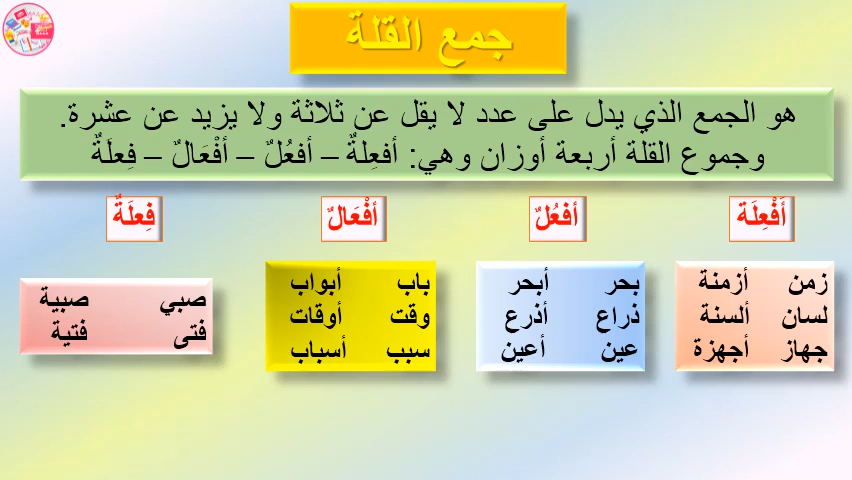 جمع القلة
هو الجمع الذي يدل على عدد لا يقل عن ثلاثة ولا يزيد عن عشرة.
وجموع القلة أربعة أوزان وهي: أفعِلةٌ – أفعُلٌ – أفْعَالٌ – فِعلَةٌ
أَفْعِلَة
زمن أزمنة
لسان ألسنة
جهاز أجهزة
أفعُلٌ
بحر أبحر
ذراع أذرع
عين أعين
أفْعَالٌ
باب أبواب
وقت أوقات
سبب أسباب
فِعلَةٌ
صبي صبية
فتى فتية